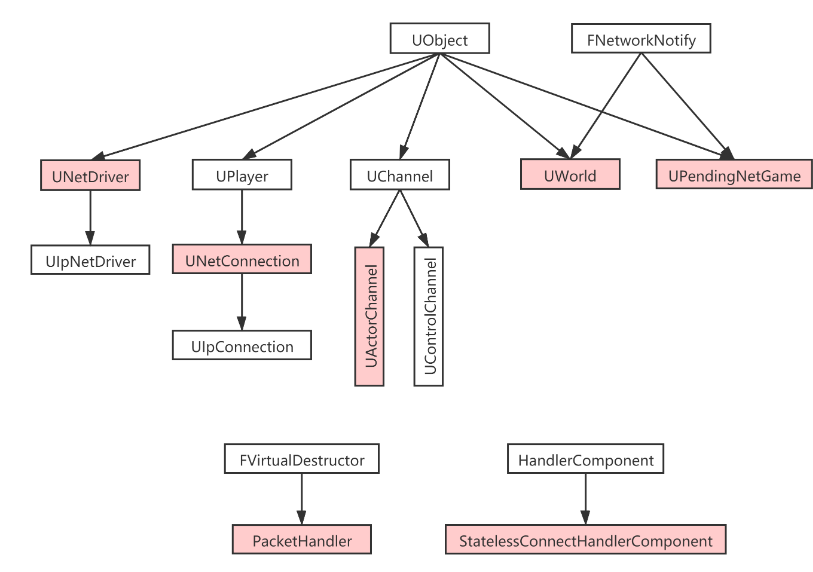 UObject
FNetworkNotify
UNetDriver
UPlayer
UChannel
UWorld
UPendingNetGame
UIpNetDriver
UNetConnection
UActorChannel
UControlChannel
UIpConnection
FVirtualDestructor
HandlerComponent
PacketHandler
StatelessConnectHandlerComponent